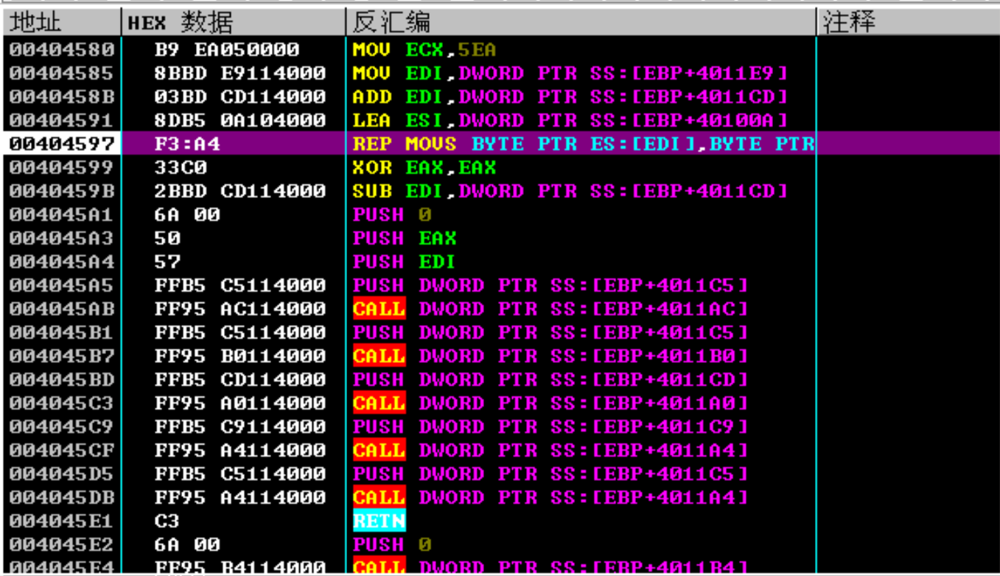 地址 HEX 数据 反汇编 注释
00404580 B9 EA050000 MOV ECX,5EA
00404585 8BBD E9114000 MOV EDI,DWORD PTR SS:[EBP+4011E9]
0040458B 03BD CD114000 ADD EDI,DWORD PTR SS:[EBP+4011CD]
00404591 8DB5 0A104000 LEA ESI,DWORD PTR SS:[EBP+40100A]
00404597 F3:A4 REP MOVS BYTE PTR ES:[EDI],BYTE PTR
00404599 33C0 XOR EAX,EAX
0040459B 2BBD CD114000 SUB EDI,DWORD PTR SS:[EBP+4011CD]
004045A1 6A 00 PUSH 0
004045A3 50 PUSH EAX
004045A4 57 PUSH EDI
004045A5 FFB5 C5114000 PUSH DWORD PTR SS:[EBP+4011C5]
004045AB FF95 AC114000 CALL DWORD PTR SS:[EBP+4011AC]
004045B1 FFB5 C5114000 PUSH DWORD PTR SS:[EBP+4011C5]
004045B7 FF95 B0114000 CALL DWORD PTR SS:[EBP+4011B0]
004045BD FFB5 CD114000 PUSH DWORD PTR SS:[EBP+4011CD]
004045C3 FF95 A0114000 CALL DWORD PTR SS:[EBP+4011A0]
004045C9 FFB5 C9114000 PUSH DWORD PTR SS:[EBP+4011C9]
004045CF FF95 A4114000 CALL DWORD PTR SS:[EBP+4011A4]
004045D5 FFB5 C5114000 PUSH DWORD PTR SS:[EBP+4011C5]
004045DB FF95 A4114000 CALL DWORD PTR SS:[EBP+4011A4]
004045E1 C3 RETN
004045E2 6A 00 PUSH 0
004045E4 FF95 B4114000 CALL DWORD PTR SS:[EBP+4011B4]